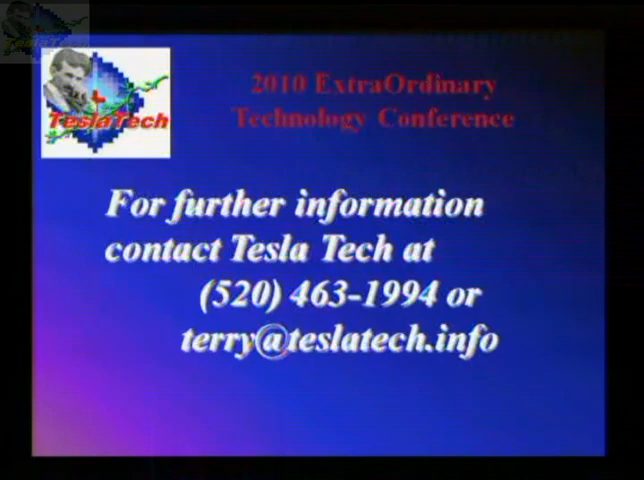 TeslaTech
2010 ExtraOrdinary
Technology Conference
For further information
contact Tesla Tech at
(520) 463-1994 or
terry@teslatech.info